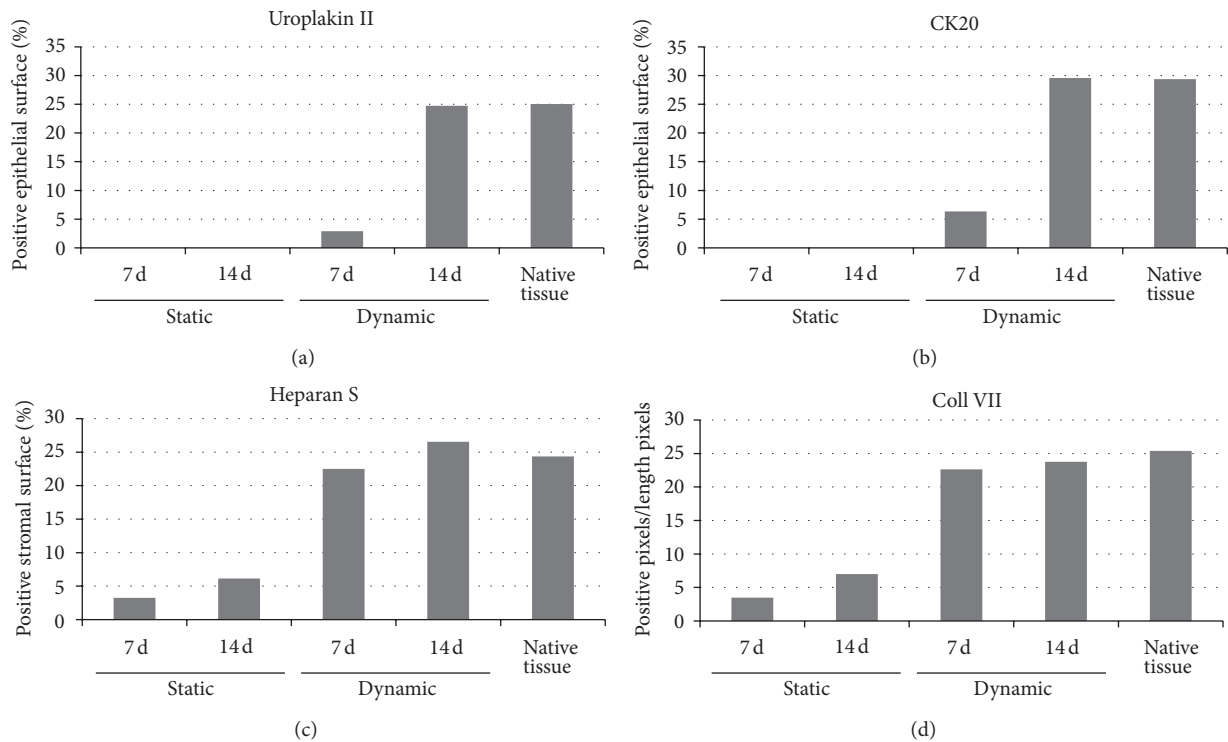 Uroplakin II
Positive epithelial surface (%)
35
30
25
20
15
10
5
0
7 d 14 d 7 d 14 d Native
tissue
Static Dynamic
(a)
CK20
Positive epithelial surface (%)
35
30
25
20
15
10
5
0
7 d 14 d 7 d 14 d Native
tissue
Static Dynamic
(b)
Heparan S
Positive stromal surface (%)
30
25
20
15
10
5
0
7 d 14 d 7 d 14 d Native
tissue
Static Dynamic
(c)
Coll VII
Positive pixels/length pixels
30
25
20
15
10
5
0
7 d 14 d 7 d 14 d Native
tissue
Static Dynamic
(d)